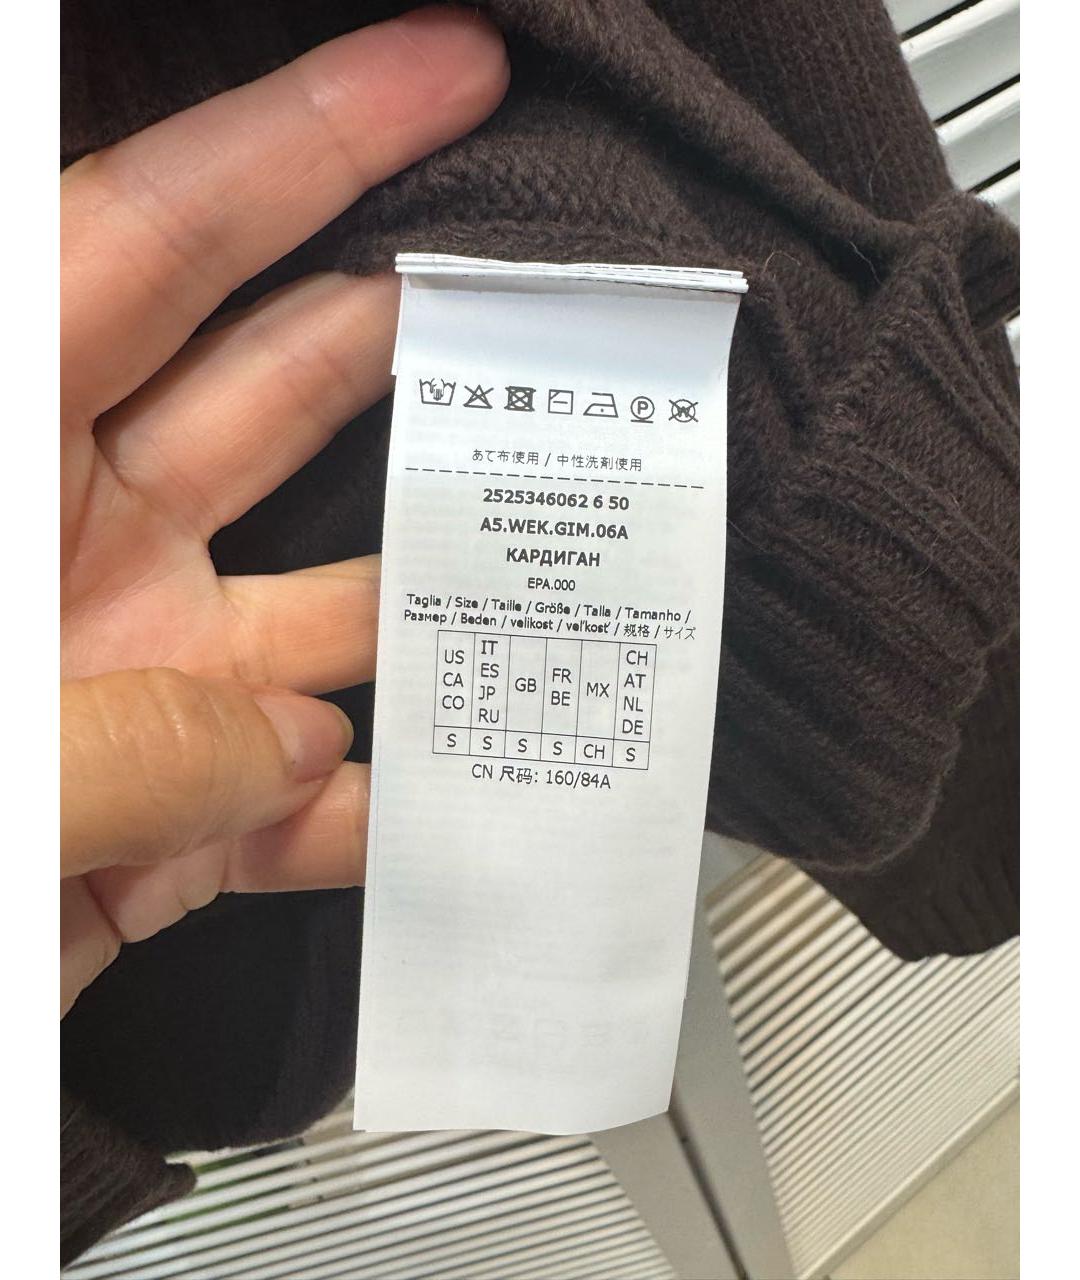 P W
あて布使用 / 中性洗剤使用
2525346062 6 50
A5.WEK.GIM.06A
КАРДИГАН
EPA.000
Taglia / Size / Taille / Größe / Talla / Tamanho /
Размер / Beden / velikost / veľkosť / 规格 / サイズ
US CA CO IT ES JP RU GB FR BE MX CH AT NL DE
S S S S CH S
CN 尺码: 160/84A